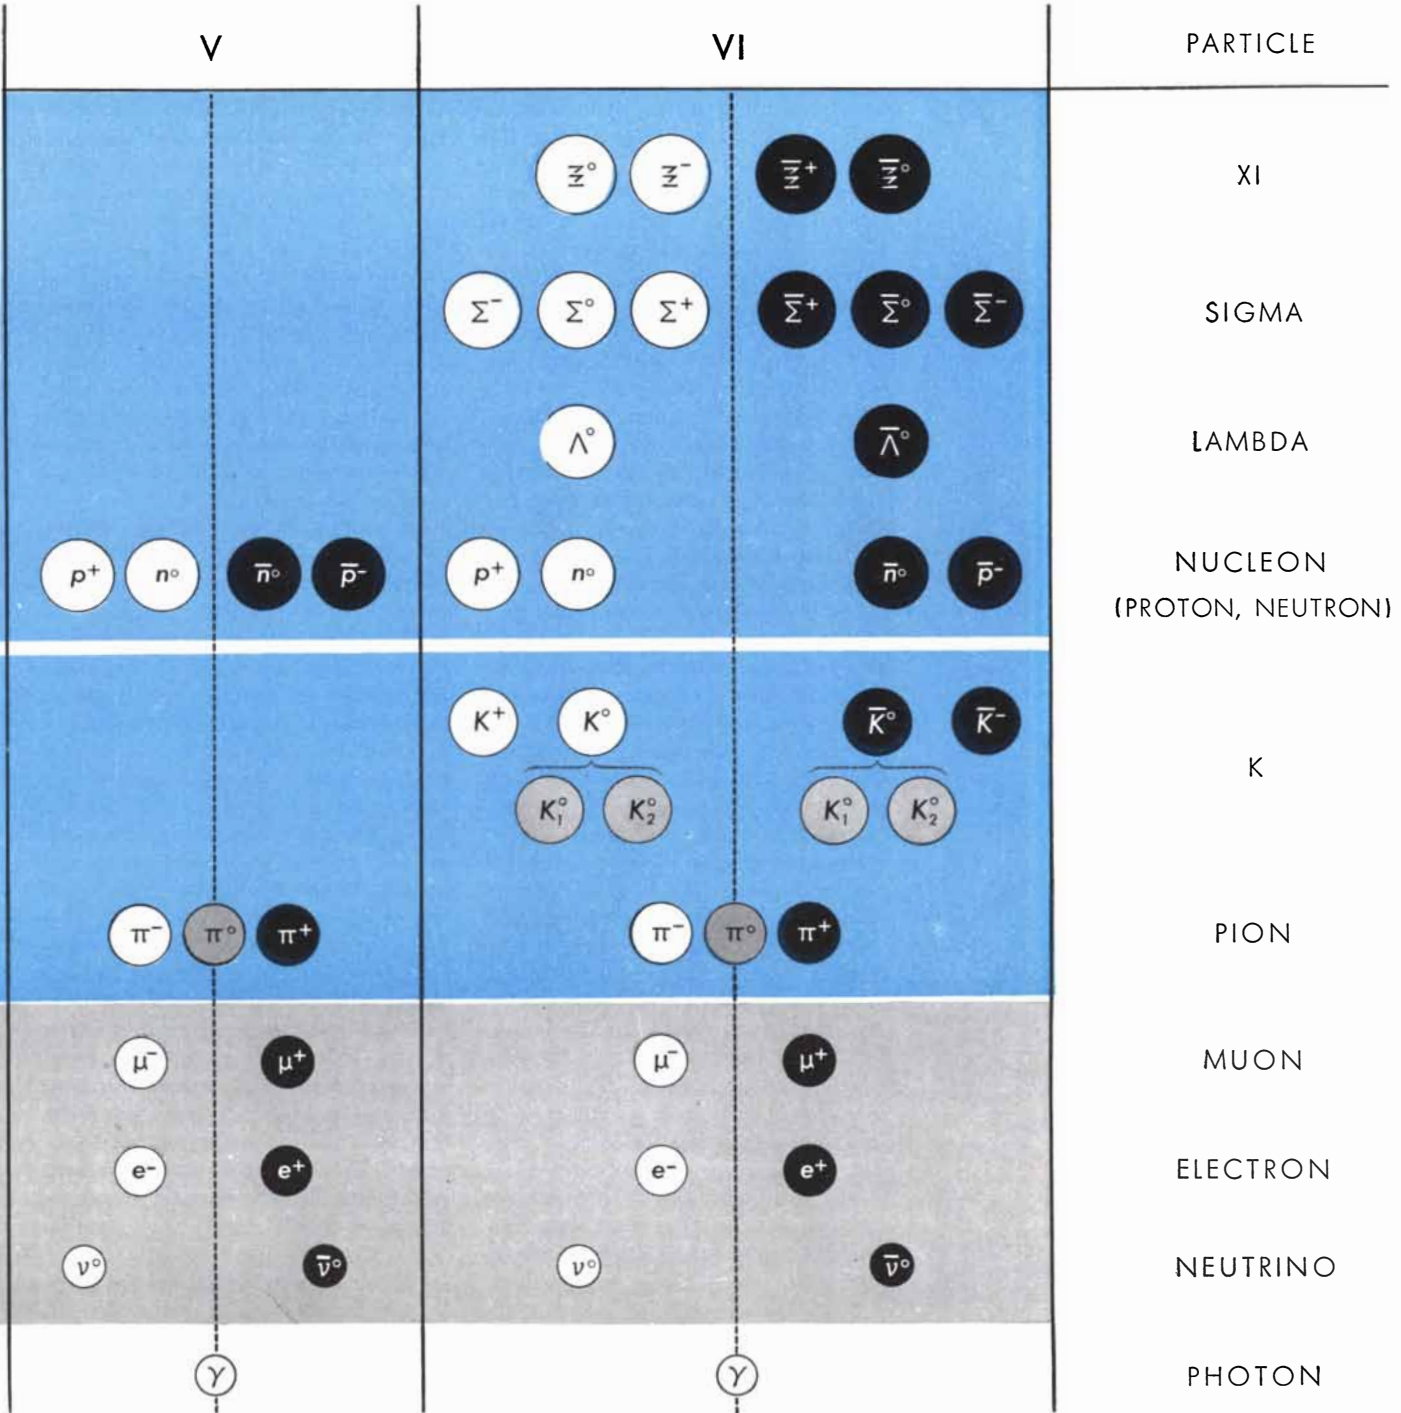 V VI PARTICLE
Ξ° Ξ⁻ Ξ̅⁺ Ξ̅° XI
Σ⁻ Σ° Σ⁺ Σ̅⁺ Σ̅° Σ̅⁻ SIGMA
Λ° Λ̅° LAMBDA
p⁺ n° n̅° p̅⁻ p⁺ n° n̅° p̅⁻ NUCLEON
(PROTON, NEUTRON)
K⁺ K° K̅° K̅⁻ K
K₁° K₂° K₁° K₂°
π⁻ π° π⁺ π⁻ π° π⁺ PION
μ⁻ μ⁺ μ⁻ μ⁺ MUON
e⁻ e⁺ e⁻ e⁺ ELECTRON
ν° ν̅° ν° ν̅° NEUTRINO
γ γ PHOTON